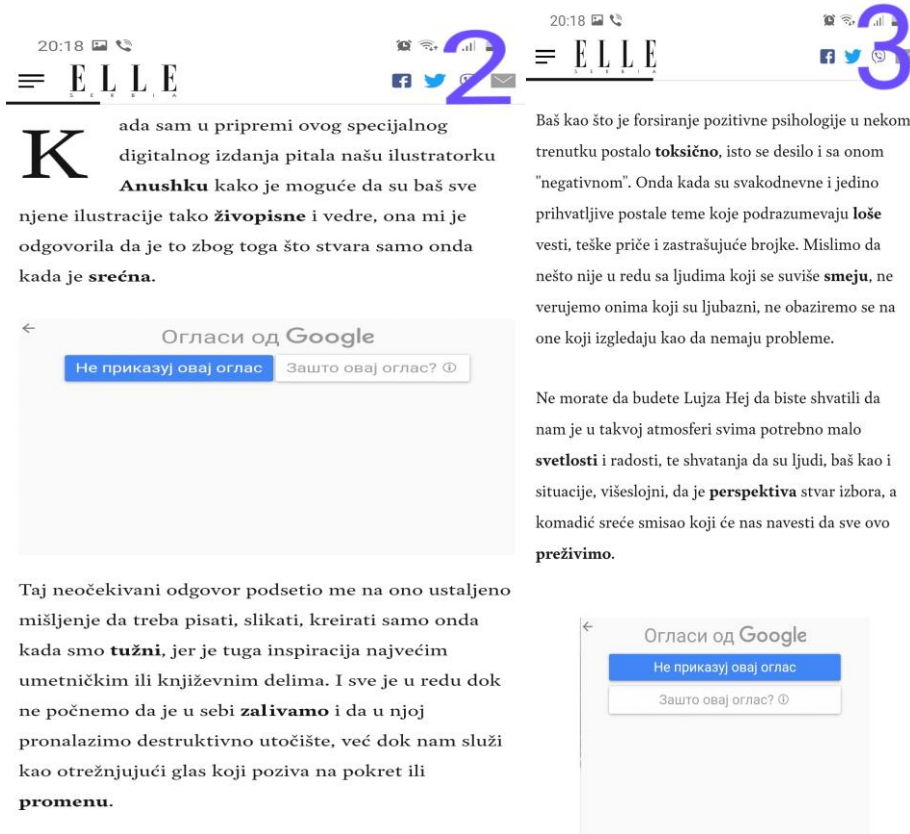 20:18
2
ELLE
SERBIA
Kada sam u pripremi ovog specijalnog
digitalnog izdanja pitala našu ilustratorku
Anushku kako je moguće da su baš sve
njene ilustracije tako živopisne i vedre, ona mi je
odgovorila da je to zbog toga što stvara samo onda
kada je srećna.
Огласи од Google
Не приказуј овај оглас
Зашто овај оглас?
Taj neočekivani odgovor podsetio me na ono ustaljeno
mišljenje da treba pisati, slikati, kreirati samo onda
kada smo tužni, jer je tuga inspiracija najvećim
umetničkim ili književnim delima. I sve je u redu dok
ne počnemo da je u sebi zalivamo i da u njoj
pronalazimo destruktivno utočište, već dok nam služi
kao otrežnjujući glas koji poziva na pokret ili
promenu.
20:18
3
ELLE
SERBIA
Baš kao što je forsiranje pozitivne psihologije u nekom
trenutku postalo toksično, isto se desilo i sa onom
"negativnom". Onda kada su svakodnevne i jedino
prihvatljive postale teme koje podrazumevaju loše
vesti, teške priče i zastrašujuće brojke. Mislimo da
nešto nije u redu sa ljudima koji se suviše smeju, ne
verujemo onima koji su ljubazni, ne obaziremo se na
one koji izgledaju kao da nemaju probleme.
Ne morate da budete Lujza Hej da biste shvatili da
nam je u takvoj atmosferi svima potrebno malo
svetlosti i radosti, te shvatanja da su ljudi, baš kao i
situacije, višeslojni, da je perspektiva stvar izbora, a
komadić sreće smisao koji će nas navesti da sve ovo
preživimo.
Огласи од Google
Не приказуј овај оглас
Зашто овај оглас?